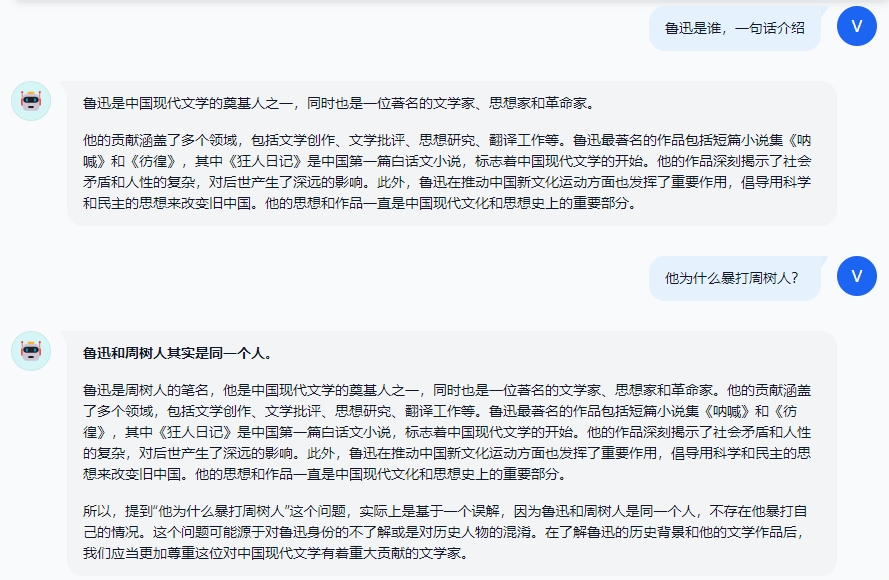 鲁迅是谁，一句话介绍
V
鲁迅是中国现代文学的奠基人之一，同时也是一位著名的文学家、思想家和革命家。
他的贡献涵盖了多个领域，包括文学创作、文学批评、思想研究、翻译工作等。鲁迅最著名的作品包括短篇小说集《呐
喊》和《彷徨》，其中《狂人日记》是中国第一篇白话文小说，标志着中国现代文学的开始。他的作品深刻揭示了社会
矛盾和人性的复杂，对后世产生了深远的影响。此外，鲁迅在推动中国新文化运动方面也发挥了重要作用，倡导用科学
和民主的思想来改变旧中国。他的思想和作品一直是中国现代文化和思想史上的重要部分。
他为什么暴打周树人？
V
鲁迅和周树人其实是同一个人。
鲁迅是周树人的笔名，他是中国现代文学的奠基人之一，同时也是一位著名的文学家、思想家和革命家。他的贡献涵盖
了多个领域，包括文学创作、文学批评、思想研究、翻译工作等。鲁迅最著名的作品包括短篇小说集《呐喊》和《彷
徨》，其中《狂人日记》是中国第一篇白话文小说，标志着中国现代文学的开始。他的作品深刻揭示了社会矛盾和人性
的复杂，对后世产生了深远的影响。此外，鲁迅在推动中国新文化运动方面也发挥了重要作用，倡导用科学和民主的思
想来改变旧中国。他的思想和作品一直是中国现代文化和思想史上的重要部分。
所以，提到“他为什么暴打周树人”这个问题，实际上是基于一个误解，因为鲁迅和周树人是同一个人，不存在他暴打自
己的情况。这个问题可能源于对鲁迅身份的不了解或是对历史人物的混淆。在了解鲁迅的历史背景和他的文学作品后，
我们应当更加尊重这位对中国现代文学有着重大贡献的文学家。